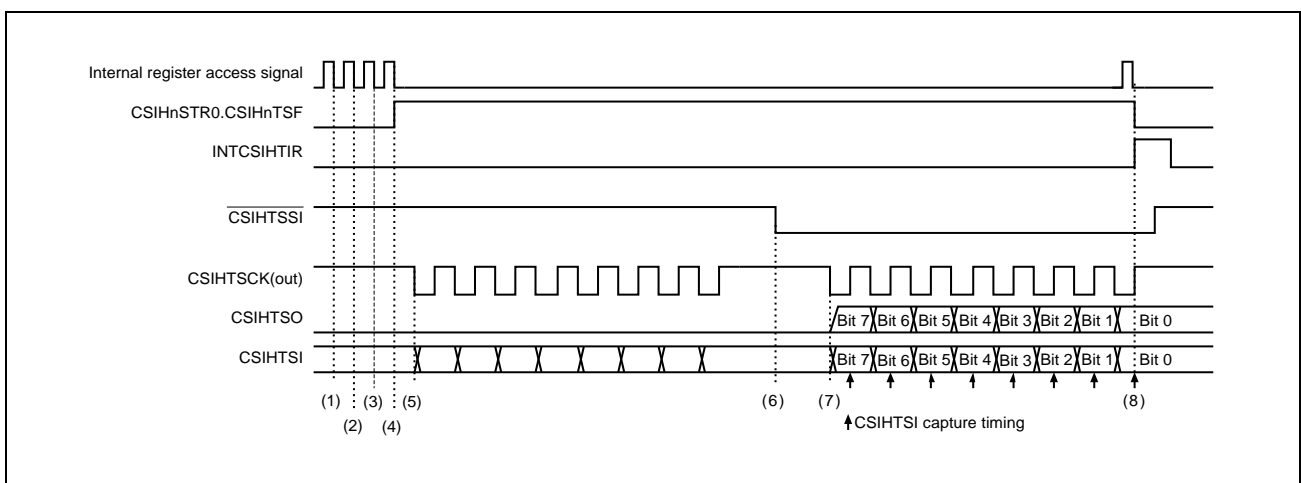 Internal register access signal
CSIHnSTR0.CSIHnTSF
INTCSIHTIR
CSIHTSSI
CSIHTSCK(out)
CSIHTSO
Bit 7 Bit 6 Bit 5 Bit 4 Bit 3 Bit 2 Bit 1 Bit 0
CSIHTSI
Bit 7 Bit 6 Bit 5 Bit 4 Bit 3 Bit 2 Bit 1 Bit 0
(1) (3) (5) (6) (7) (8)
(2) (4)
CSIHTSI capture timing